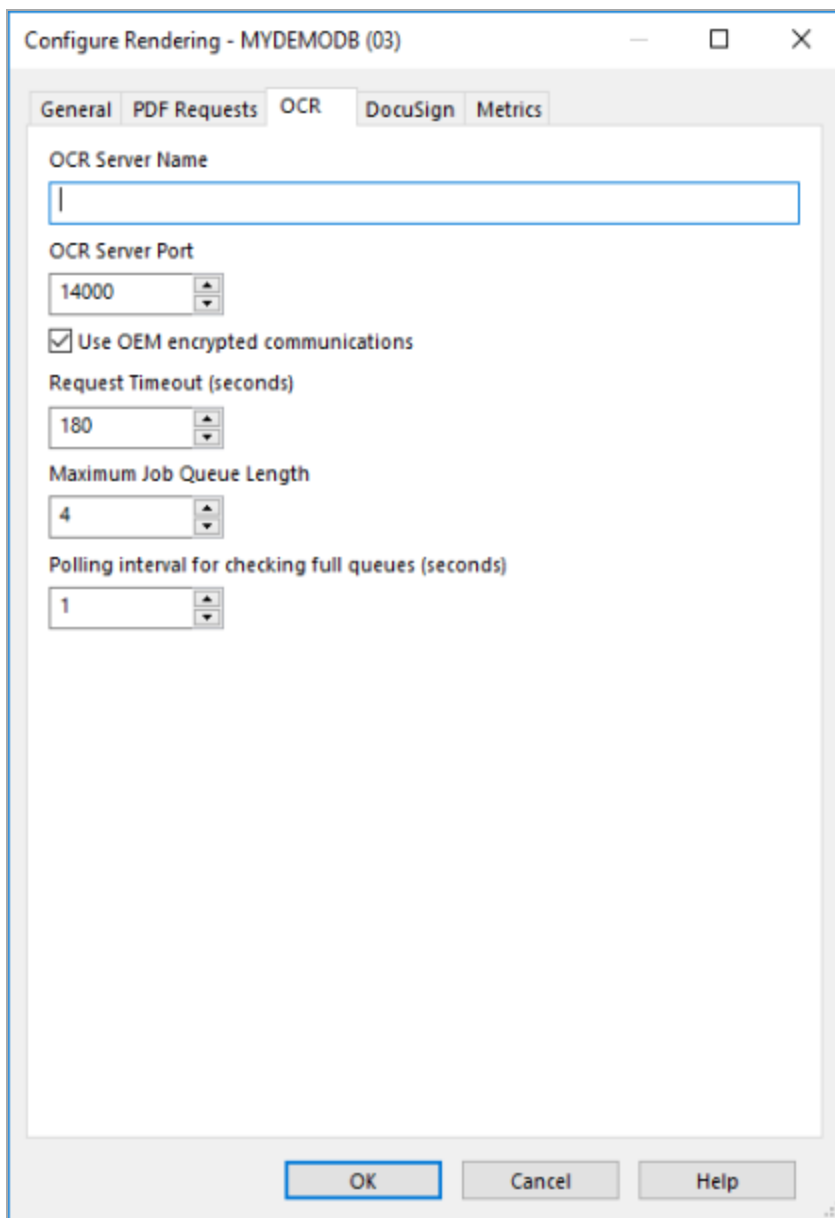 Configure Rendering - MYDEMODB (03)
General PDF Requests OCR DocuSign Metrics
OCR Server Name
OCR Server Port
14000
Use OEM encrypted communications
Request Timeout (seconds)
180
Maximum Job Queue Length
4
Polling interval for checking full queues (seconds)
1
OK Cancel Help